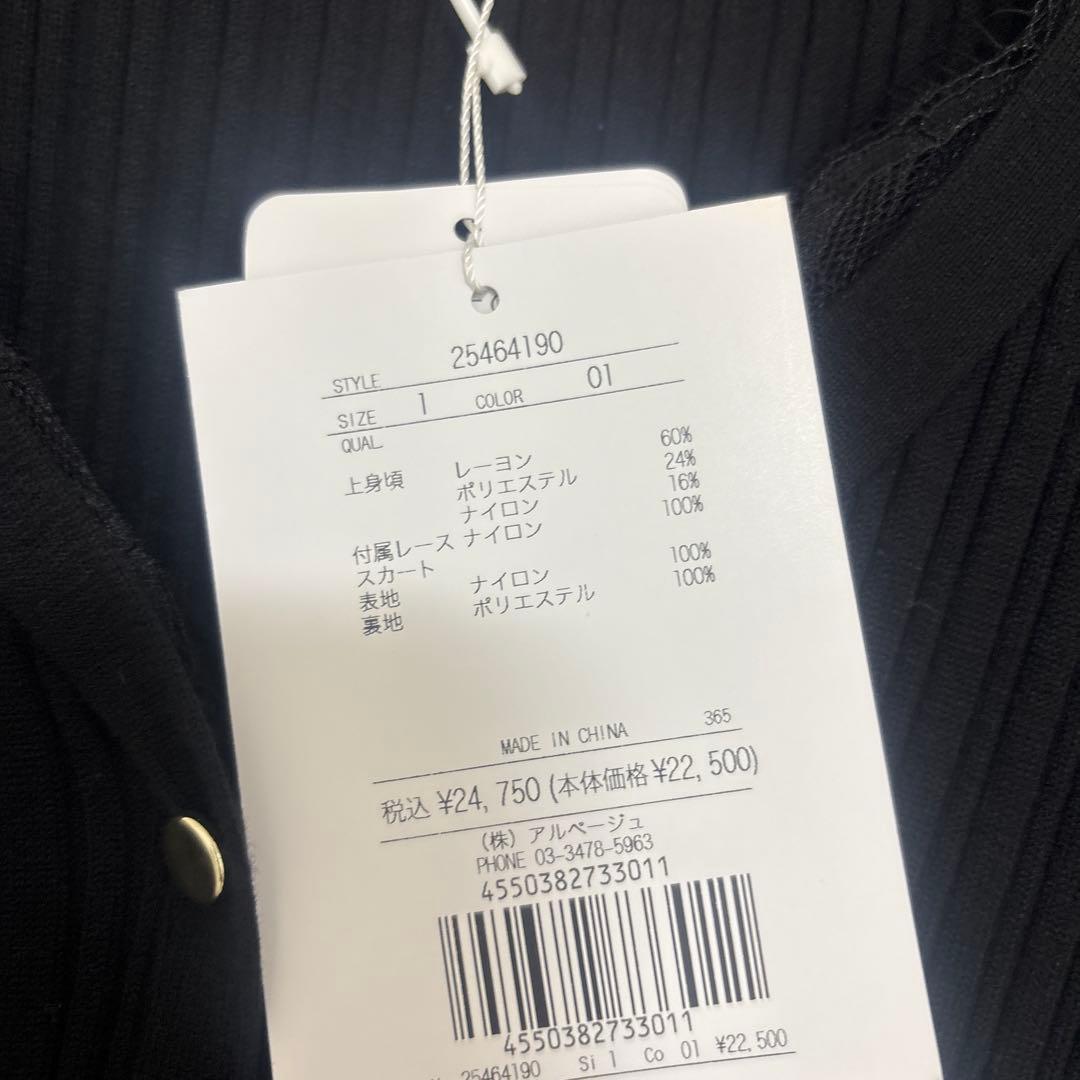 STYLE 25464190
SIZE 1 COLOR 01
QUAL
上身頃 レーヨン 60%
ポリエステル 24%
ナイロン 16%
付属レース ナイロン 100%
スカート
表地 ナイロン 100%
裏地 ポリエステル 100%
MADE IN CHINA 365
税込 ¥24,750 (本体価格 ¥22,500)
(株) アルページュ
PHONE 03-3478-5963
4550382733011
4550382733011
25464190 Si 1 Co 01 ¥22,500